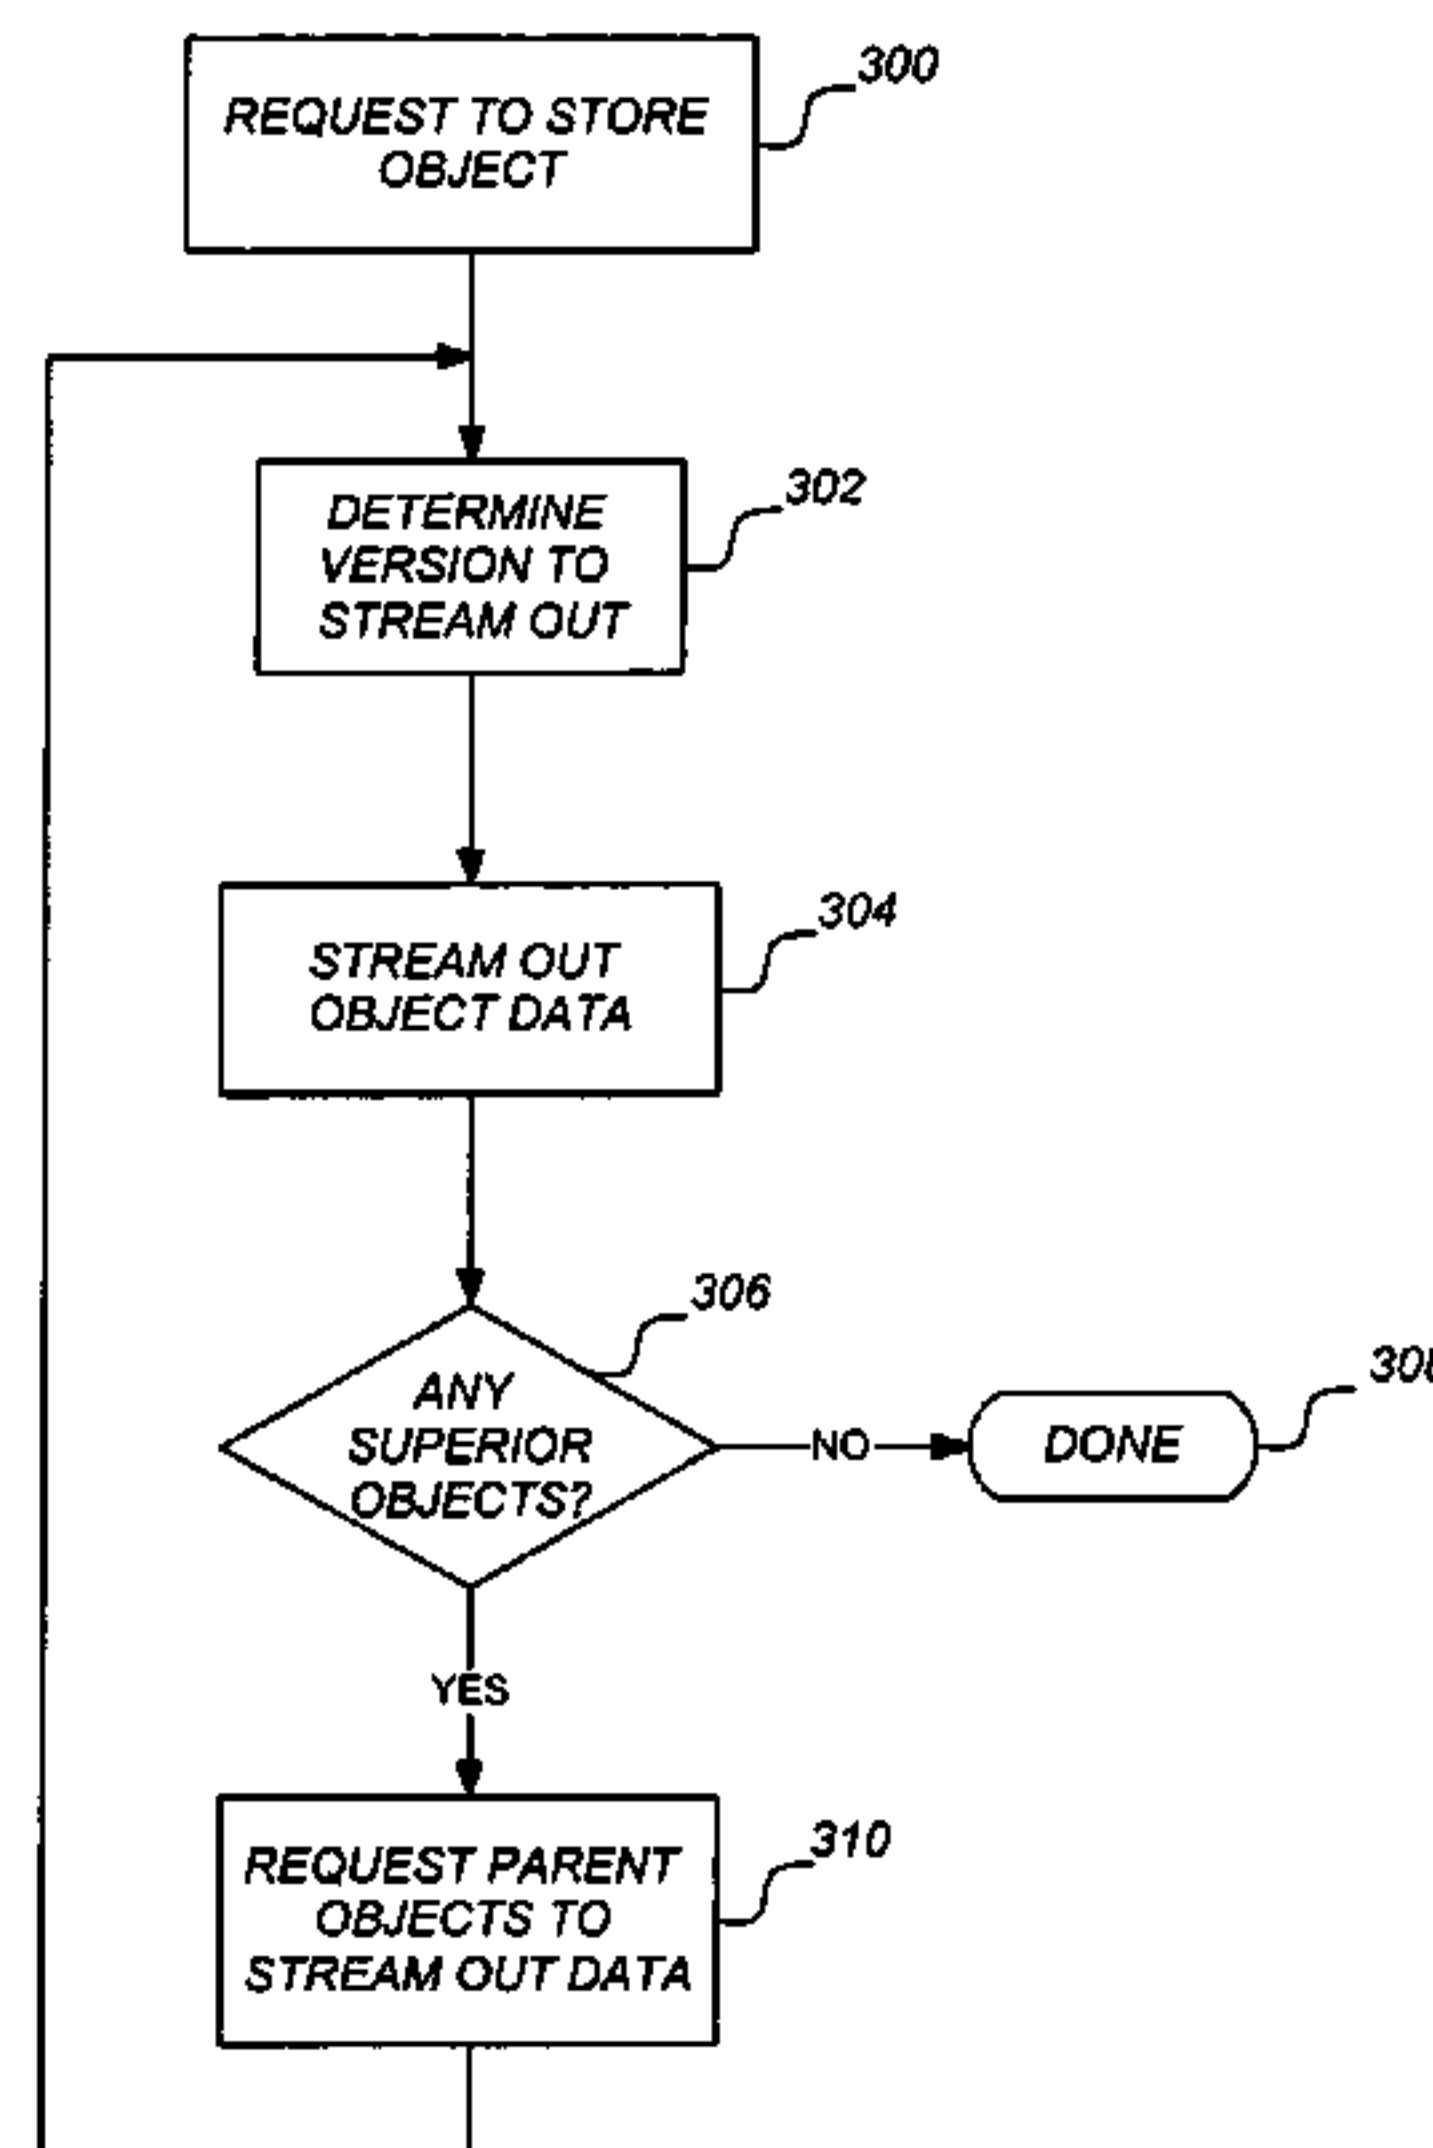 REQUEST TO STORE
OBJECT
300
DETERMINE
VERSION TO
STREAM OUT
302
STREAM OUT
OBJECT DATA
304
ANY
SUPERIOR
OBJECTS?
306
NO
DONE
YES
REQUEST PARENT
OBJECTS TO
STREAM OUT DATA
310